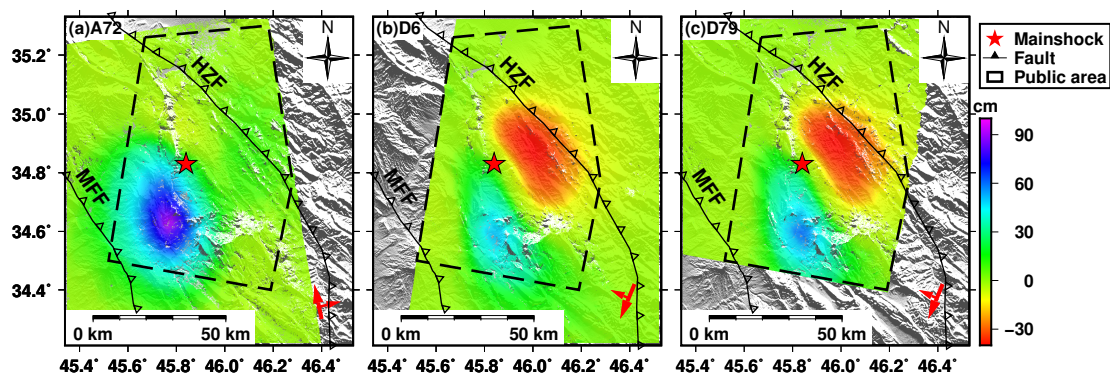 (a)A72
N
HZF
MFF
0 km 50 km
(b)D6
N
HZF
MFF
0 km 50 km
(c)D79
N
HZF
MFF
0 km 50 km
35.2°
35.0°
34.8°
34.6°
34.4°
45.4° 45.6° 45.8° 46.0° 46.2° 46.4°
45.4° 45.6° 45.8° 46.0° 46.2° 46.4°
45.4° 45.6° 45.8° 46.0° 46.2° 46.4°
Mainshock
Fault
Public area
cm
90
60
30
0
−30